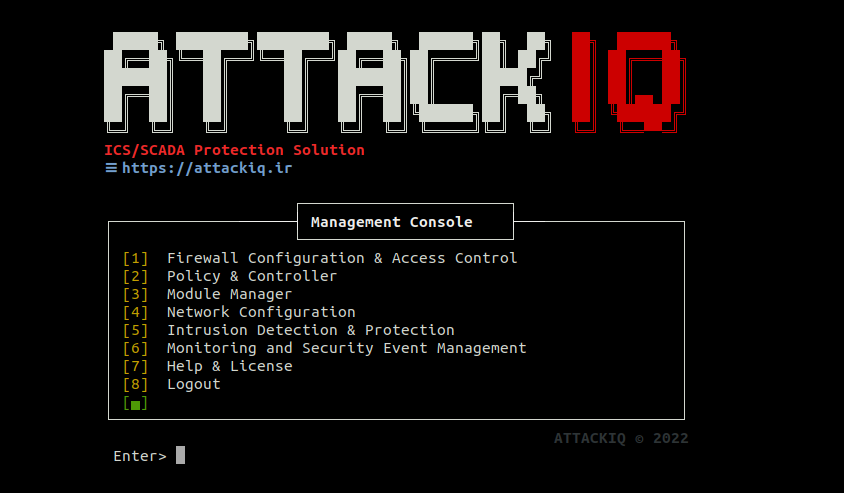 ATTACK IQ
ICS/SCADA Protection Solution
≡ https://attackiq.ir
Management Console
[1] Firewall Configuration & Access Control
[2] Policy & Controller
[3] Module Manager
[4] Network Configuration
[5] Intrusion Detection & Protection
[6] Monitoring and Security Event Management
[7] Help & License
[8] Logout
[▄]
ATTACKIQ © 2022
Enter>